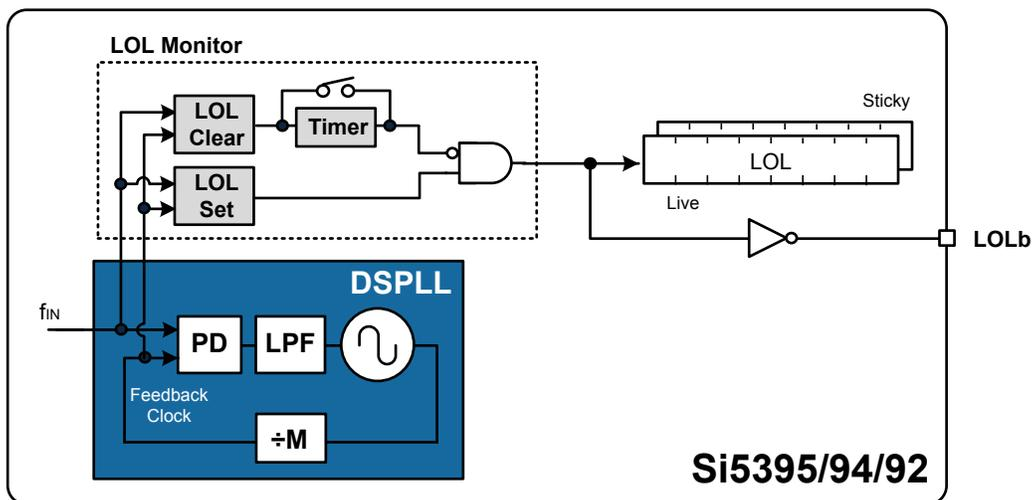 LOL Monitor
LOL
Clear
Timer
LOL
Set
Sticky
LOL
Live
LOLb
DSPLL
fIN
PD
LPF
Feedback
Clock
÷M
Si5395/94/92